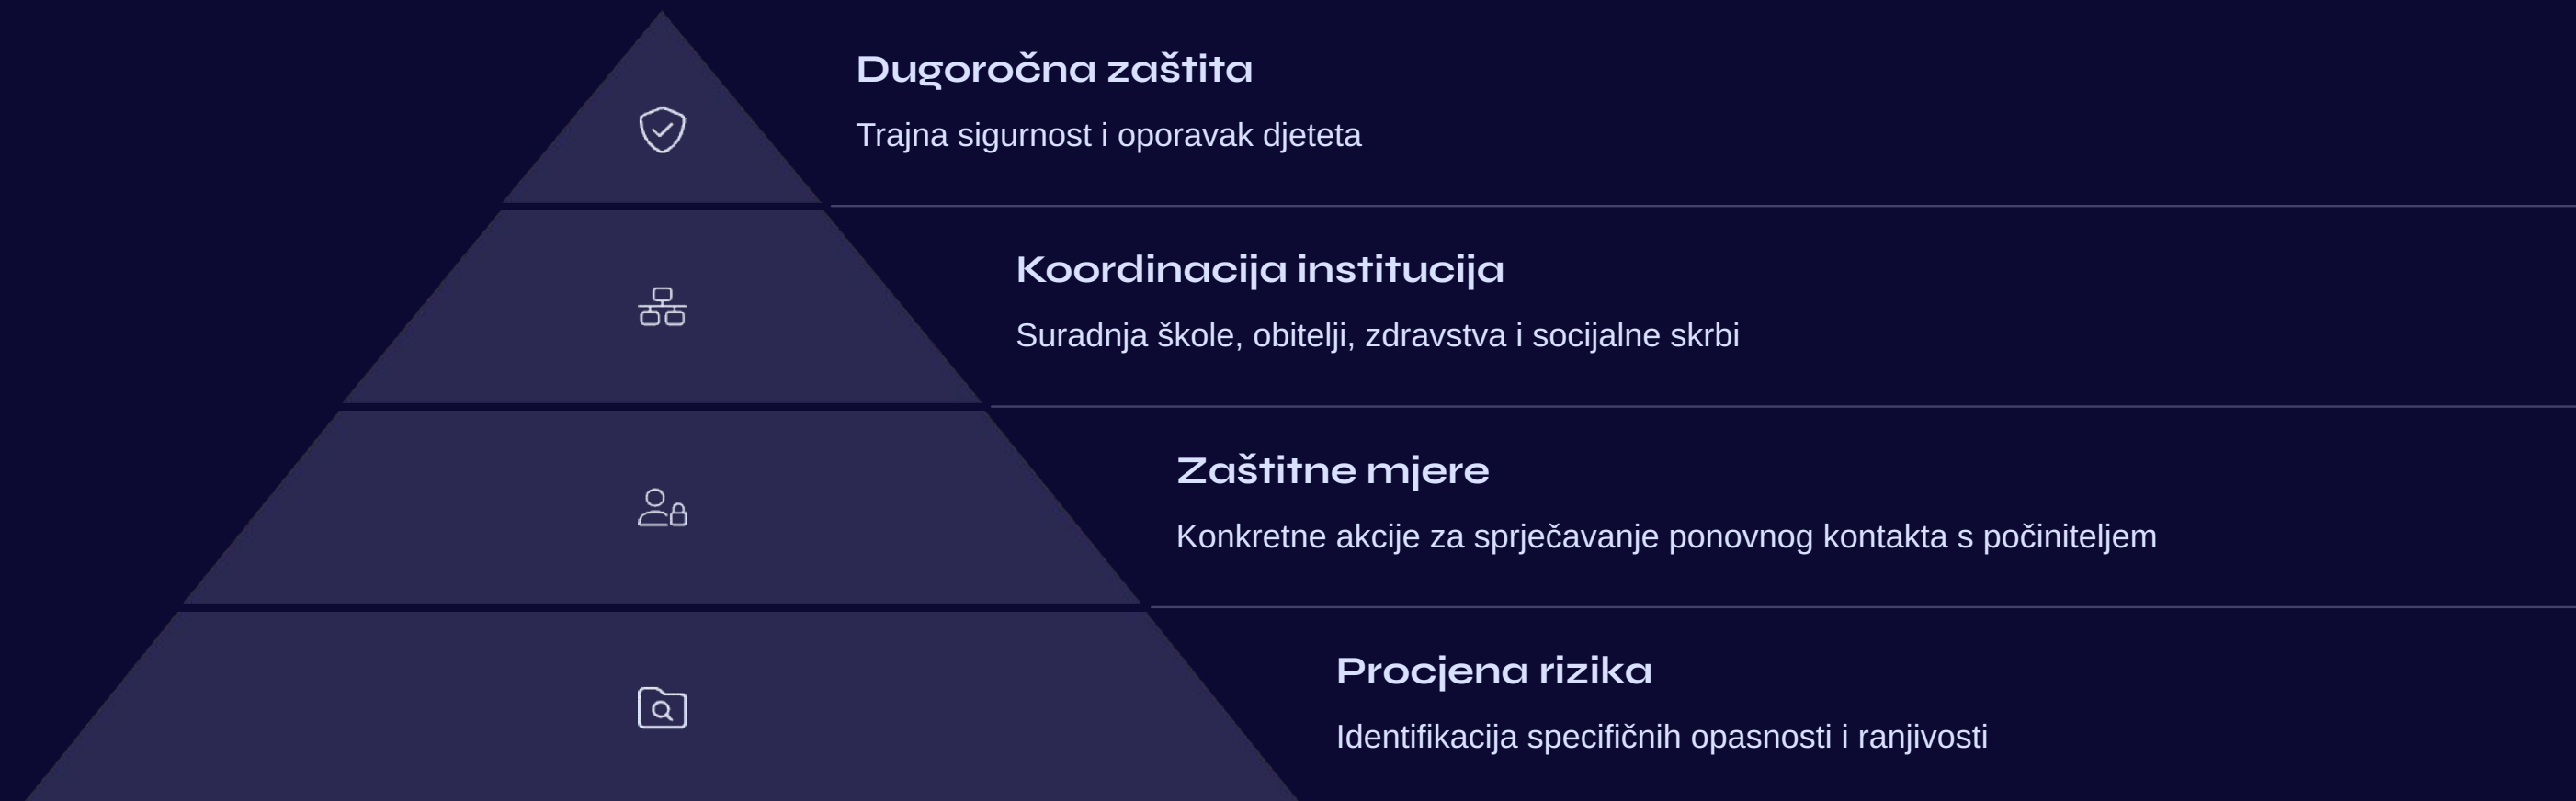 Dugoročna zaštita
Trajna sigurnost i oporavak djeteta
Koordinacija institucija
Suradnja škole, obitelji, zdravstva i socijalne skrbi
Zaštitne mjere
Konkretne akcije za sprječavanje ponovnog kontakta s počiniteljem
Procjena rizika
Identifikacija specifičnih opasnosti i ranjivosti